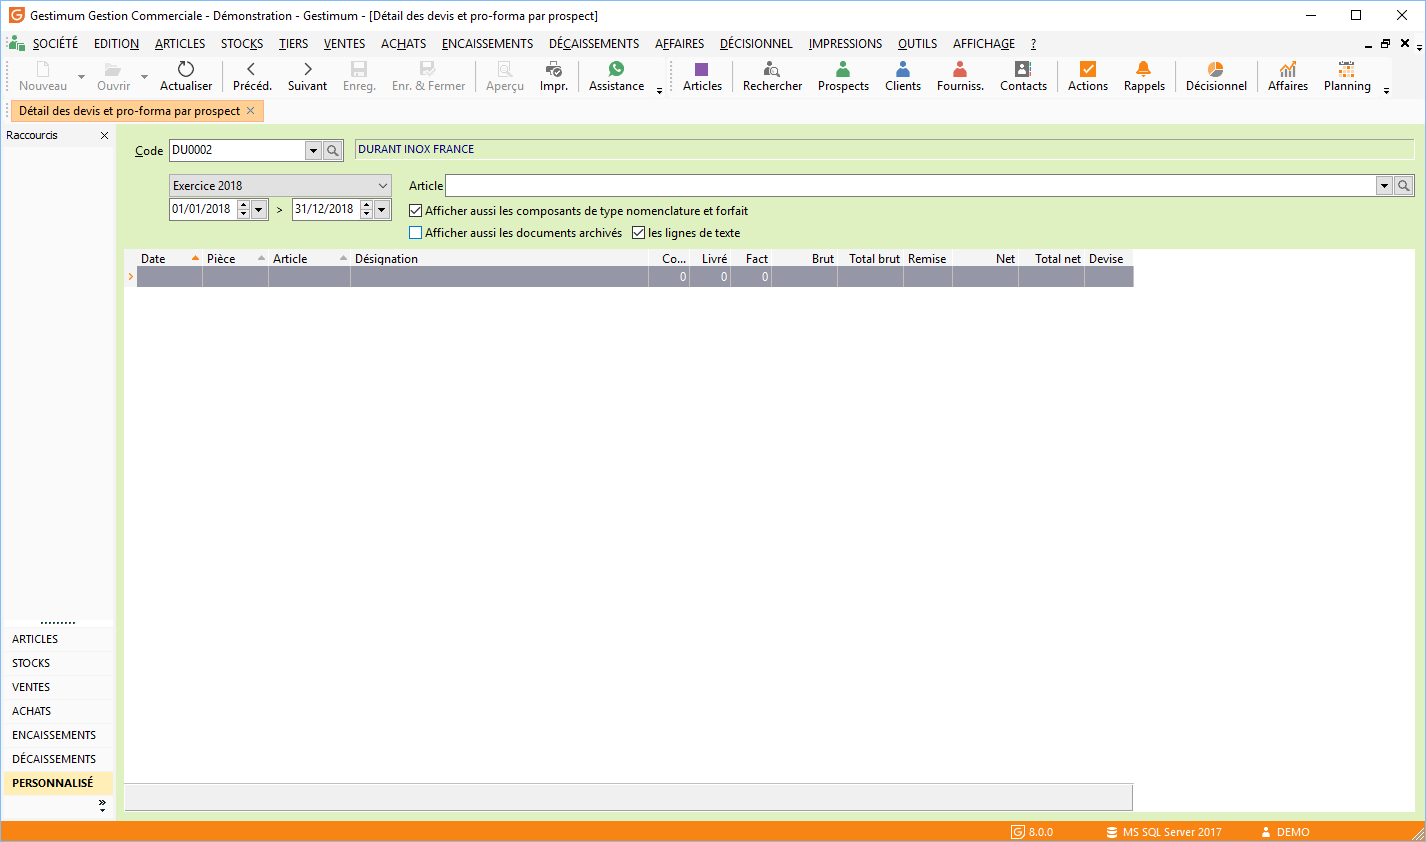 Gestimum Gestion Commerciale - Démonstration - Gestimum - [Détail des devis et pro-forma par prospect]
SOCIÉTÉ EDITION ARTICLES STOCKS TIERS VENTES ACHATS ENCAISSEMENTS DÉCAISSEMENTS AFFAIRES DÉCISIONNEL IMPRESSIONS OUTILS AFFICHAGE ?
Nouveau Ouvrir Actualiser Précéd. Suivant Enreg. Enr. & Fermer Aperçu Impr. Assistance Articles Rechercher Prospects Clients Fourniss. Contacts Actions Rappels Décisionnel Affaires Planning
Détail des devis et pro-forma par prospect
Raccourcis
Code DU0002 DURANT INOX FRANCE
Exercice 2018 Article
01/01/2018 > 31/12/2018 Afficher aussi les composants de type nomenclature et forfait
Afficher aussi les documents archivés les lignes de texte
Date Pièce Article Désignation Co... Livré Fact Brut Total brut Remise Net Total net Devise
0 0 0
ARTICLES
STOCKS
VENTES
ACHATS
ENCAISSEMENTS
DÉCAISSEMENTS
PERSONNALISÉ
8.0.0 MS SQL Server 2017 DEMO